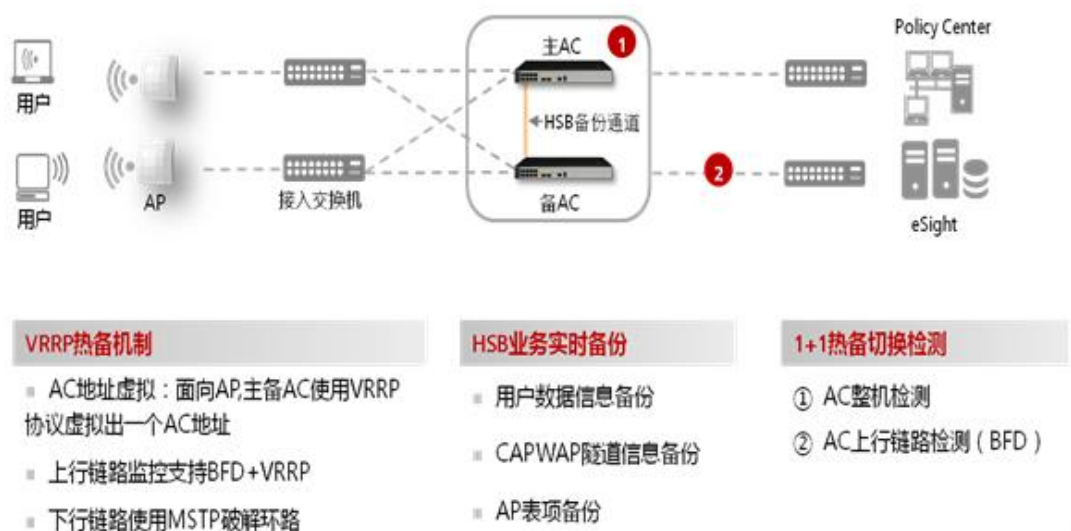 Policy Center
主AC
1
用户
HSB备份通道
2
用户
AP
接入交换机
备AC
eSight
VRRP热备机制
AC地址虚拟：面向AP,主备AC使用VRRP
协议虚拟出一个AC地址
上行链路监控支持BFD+VRRP
下行链路使用MSTP破解环路
HSB业务实时备份
用户数据信息备份
CAPWAP隧道信息备份
AP表项备份
1+1热备切换检测
① AC整机检测
② AC上行链路检测（BFD）